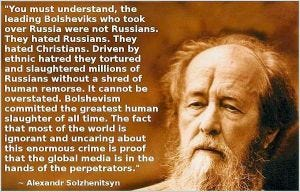 "You must understand, the
leading Bolsheviks who took
over Russia were not Russians.
They hated Russians. They
hated Christians. Driven by
ethnic hatred they tortured
and slaughtered millions of
Russians without a shred of
human remorse. It cannot be
overstated. Bolshevism
committed the greatest human
slaughter of all time. The fact
that most of the world is
ignorant and uncaring about
this enormous crime is proof
that the global media is in the
hands of the perpetrators."
~ Alexandr Solzhenitsyn